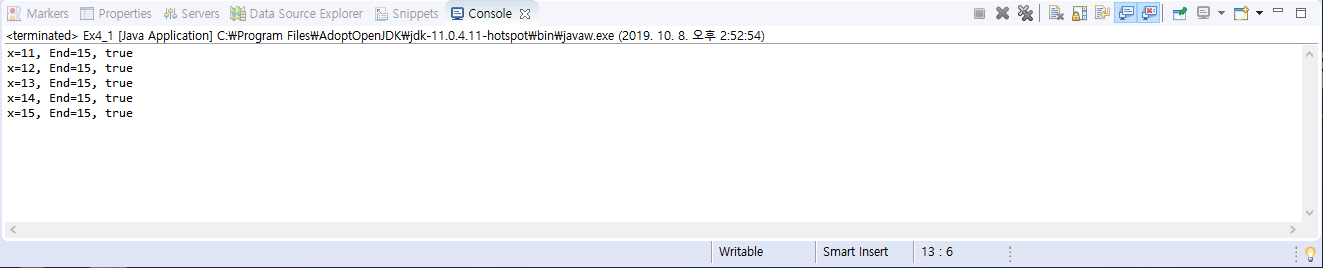 Markers Properties Servers Data Source Explorer Snippets Console
<terminated> Ex4_1 [Java Application] C:₩Program Files₩AdoptOpenJDK₩jdk-11.0.4.11-hotspot₩bin₩javaw.exe (2019. 10. 8. 오후 2:52:54)
x=11, End=15, true
x=12, End=15, true
x=13, End=15, true
x=14, End=15, true
x=15, End=15, true
Writable Smart Insert 13 : 6